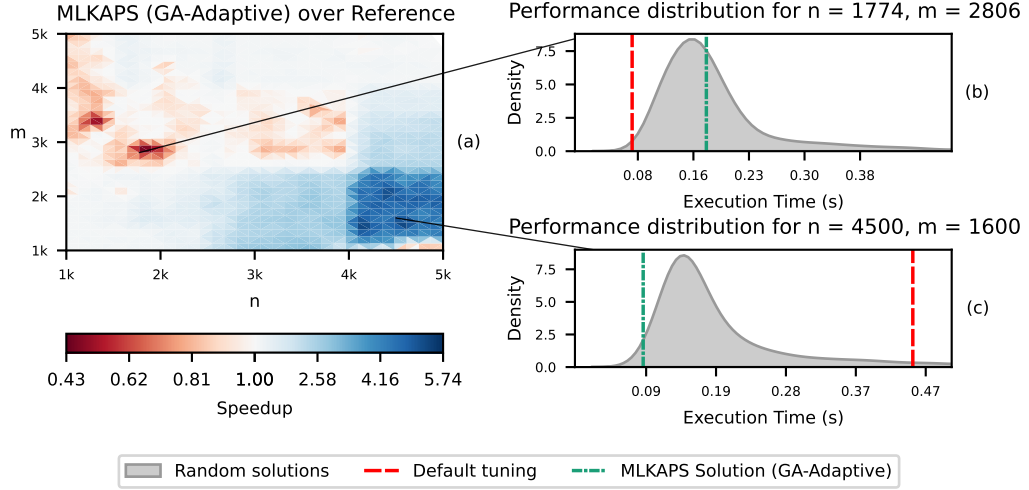 MLKAPS (GA-Adaptive) over Reference
5k
4k
3k
2k
1k
m
1k
2k
3k
4k
5k
n
(a)
0.43
0.62
0.81
1.00
2.58
4.16
5.74
Speedup
Performance distribution for n = 1774, m = 2806
7.5
5.0
2.5
0.0
Density
(b)
0.08
0.16
0.23
0.30
0.38
Execution Time (s)
Performance distribution for n = 4500, m = 1600
7.5
5.0
2.5
0.0
Density
(c)
0.09
0.19
0.28
0.37
0.47
Execution Time (s)
Random solutions
Default tuning
MLKAPS Solution (GA-Adaptive)